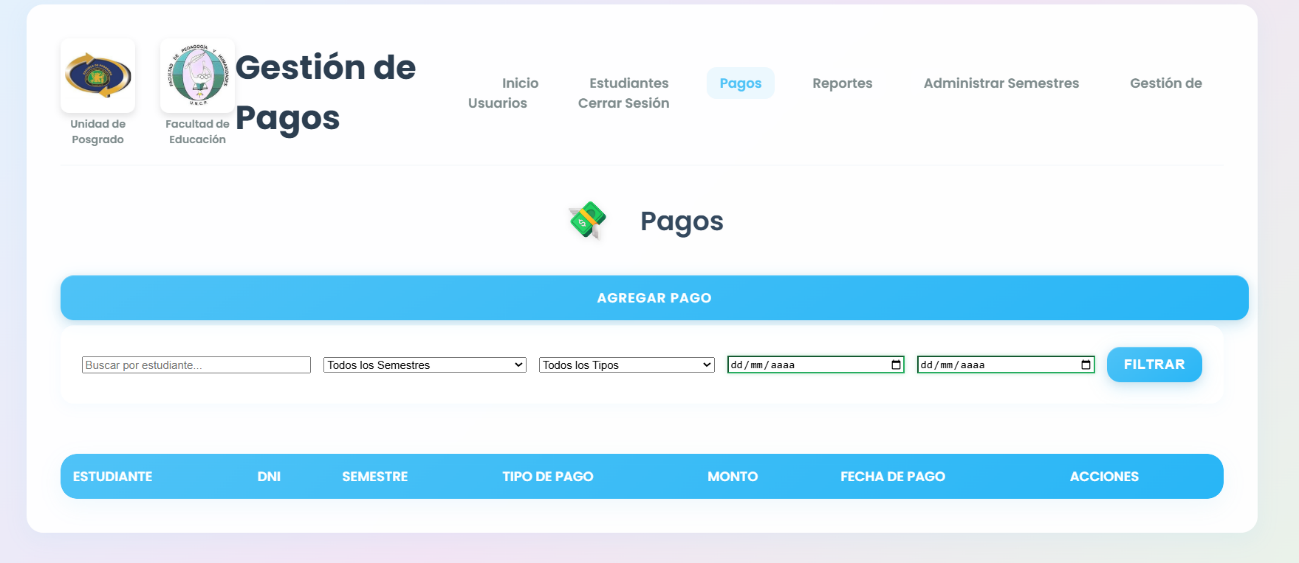 Unidad de
Posgrado
Facultad de
Educación
Gestión de
Pagos
Inicio Estudiantes Pagos Reportes Administrar Semestres Gestión de
Usuarios Cerrar Sesión
Pagos
AGREGAR PAGO
Buscar por estudiante... Todos los Semestres Todos los Tipos dd/mm/aaaa dd/mm/aaaa FILTRAR
ESTUDIANTE DNI SEMESTRE TIPO DE PAGO MONTO FECHA DE PAGO ACCIONES